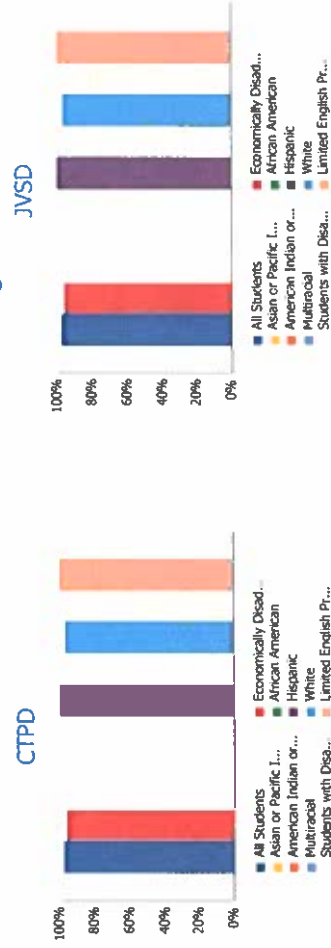 CTPD
100%
80%
60%
40%
20%
0%
All Students
Economically Disad...
Asian or Pacific I...
African American
American Indian or...
Hispanic
Multiracial
White
Students with Disa...
Limited English Pr...
JVSD
100%
80%
60%
40%
20%
0%
All Students
Economically Disad...
Asian or Pacific I...
African American
American Indian or...
Hispanic
Multiracial
White
Students with Disa...
Limited English Pr...